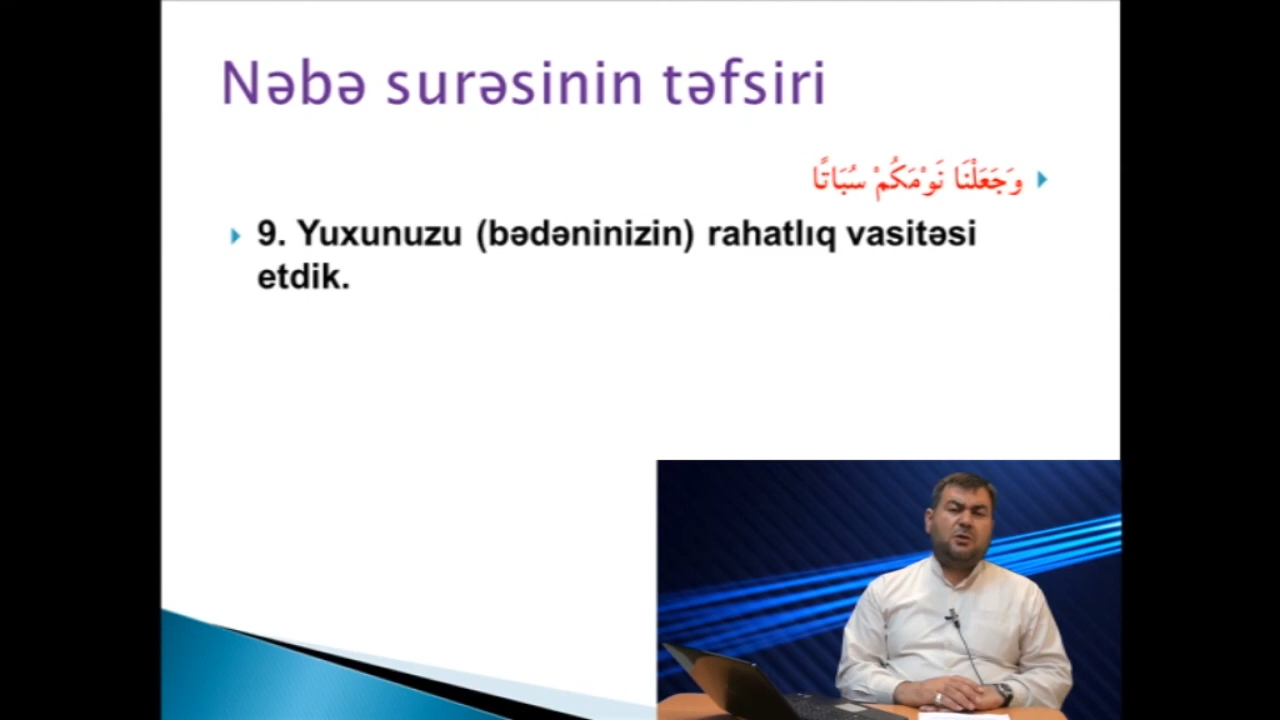 Nəbə surəsinin təfsiri
وَجَعَلْنَا نَوْمَكُمْ سُبَاتًا
9. Yuxunuzu (bədəninizin) rahatlıq vasitəsi
etdik.